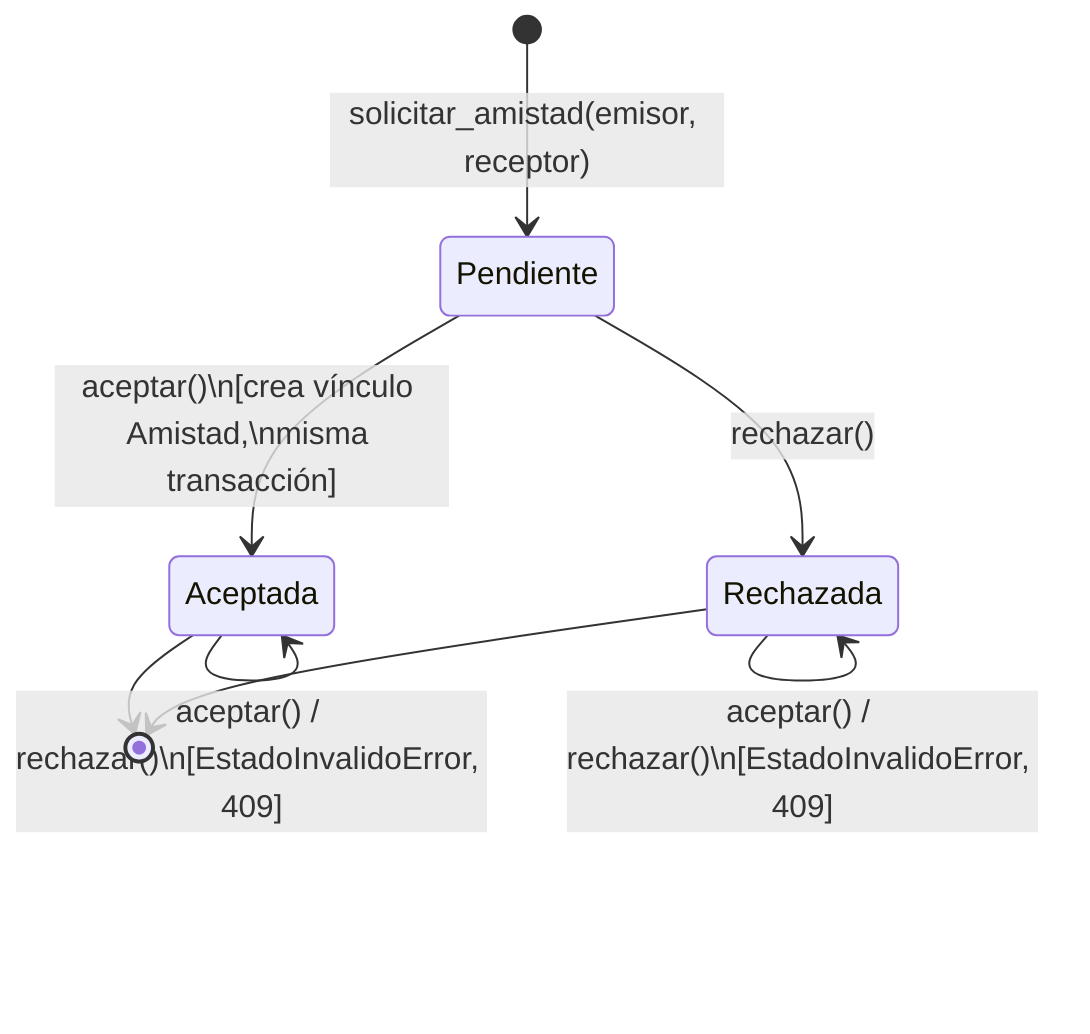 solicitar_amistad(emisor,
receptor)
Pendiente
aceptar()\n[crea vínculo
Amistad,\nmisma
transacción]
rechazar()
Aceptada
Rechazada
aceptar() /
rechazar()\n[EstadoInvalidoError,
409]
aceptar() /
rechazar()\n[EstadoInvalidoError,
409]